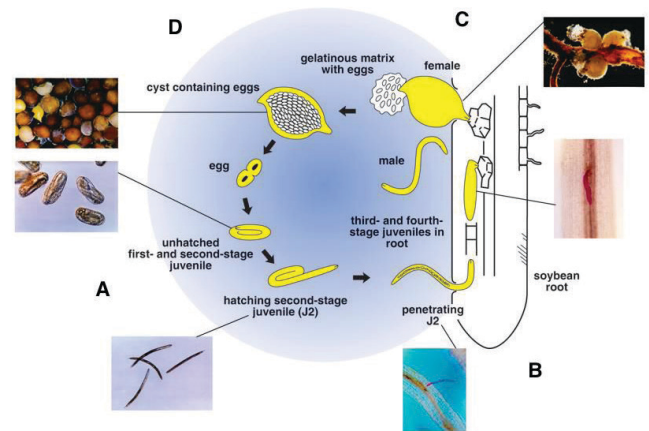 D
C
gelatinous matrix
with eggs
female
cyst containing eggs
egg
male
third- and fourth-
stage juveniles in
root
unhatched
first- and second-stage
juvenile
A
hatching second-stage
juvenile (J2)
penetrating
J2
soybean
root
B